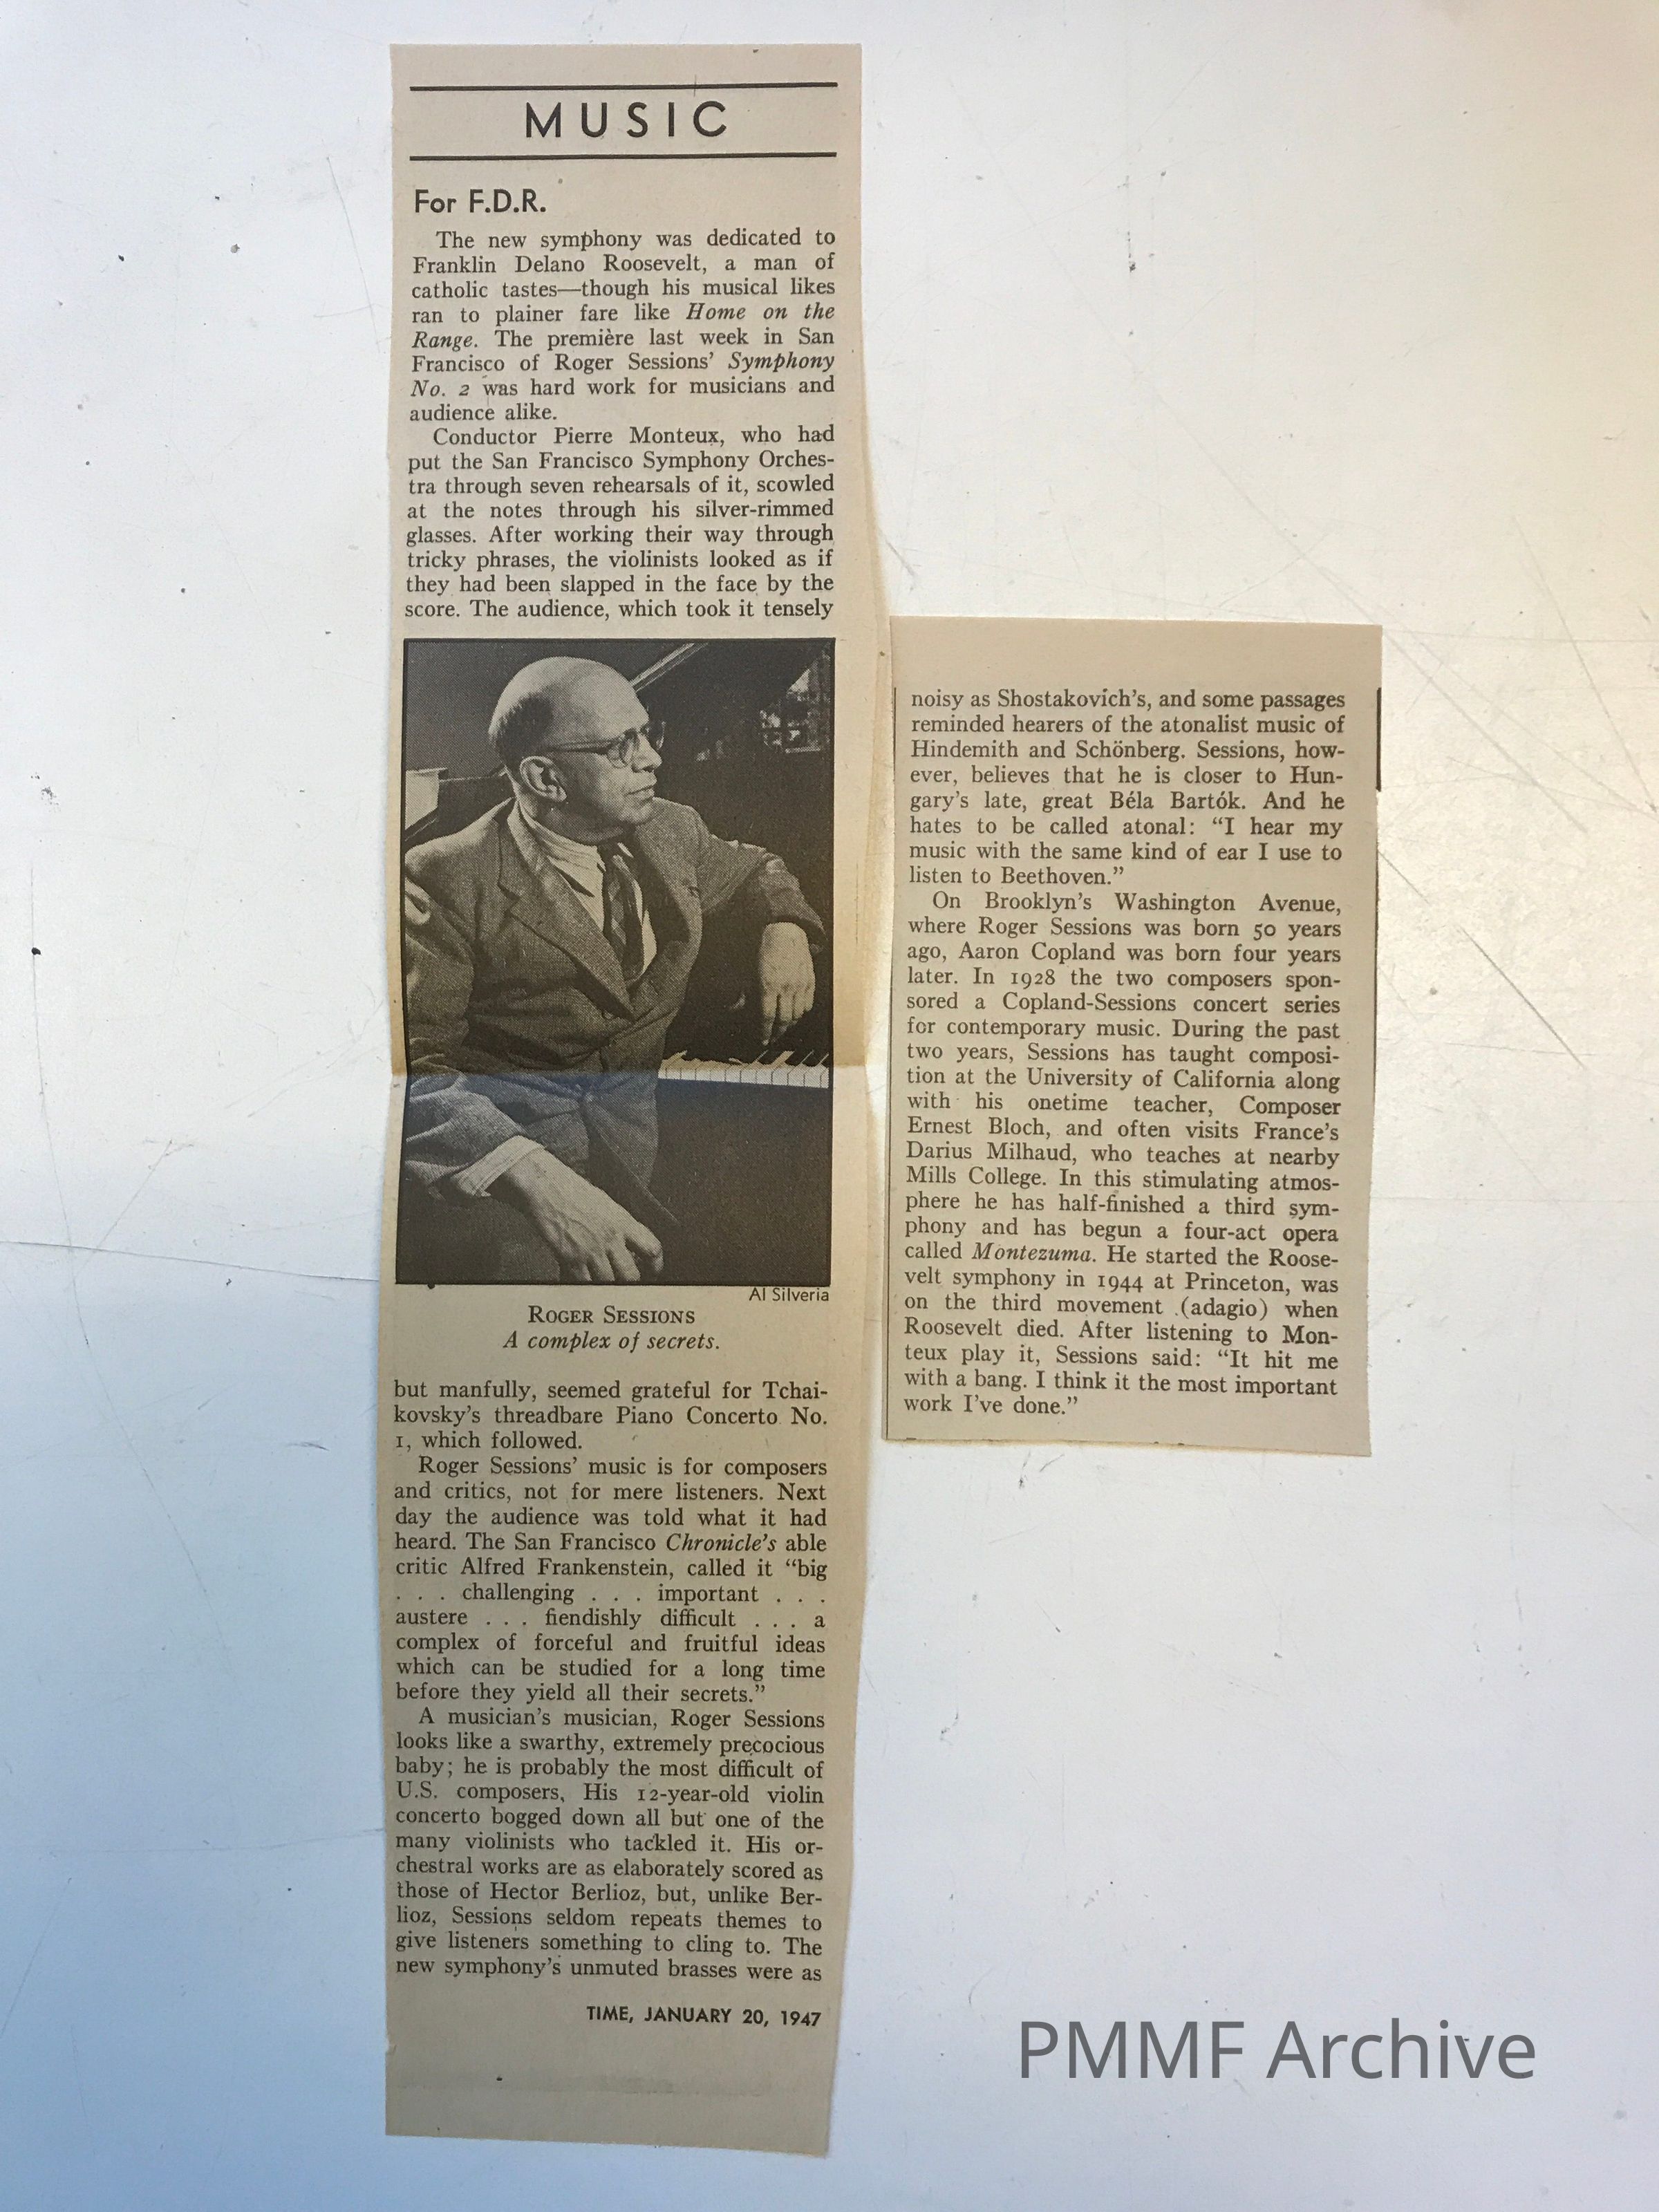 MUSIC
For F.D.R.
The new symphony was dedicated to
Franklin Delano Roosevelt, a man of
catholic tastes—though his musical likes
ran to plainer fare like Home on the
Range. The première last week in San
Francisco of Roger Sessions' Symphony
No. 2 was hard work for musicians and
audience alike.
Conductor Pierre Monteux, who had
put the San Francisco Symphony Orches-
tra through seven rehearsals of it, scowled
at the notes through his silver-rimmed
glasses. After working their way through
tricky phrases, the violinists looked as if
they had been slapped in the face by the
score. The audience, which took it tensely
Al Silveria
ROGER SESSIONS
A complex of secrets.
but manfully, seemed grateful for Tchai-
kovsky's threadbare Piano Concerto No.
1, which followed.
Roger Sessions' music is for composers
and critics, not for mere listeners. Next
day the audience was told what it had
heard. The San Francisco Chronicle's able
critic Alfred Frankenstein, called it "big
. . . challenging . . . important . . .
austere . . . fiendishly difficult . . . a
complex of forceful and fruitful ideas
which can be studied for a long time
before they yield all their secrets."
A musician's musician, Roger Sessions
looks like a swarthy, extremely precocious
baby; he is probably the most difficult of
U.S. composers. His 12-year-old violin
concerto bogged down all but one of the
many violinists who tackled it. His or-
chestral works are as elaborately scored as
those of Hector Berlioz, but, unlike Ber-
lioz, Sessions seldom repeats themes to
give listeners something to cling to. The
new symphony's unmuted brasses were as
TIME, JANUARY 20, 1947
noisy as Shostakovich's, and some passages
reminded hearers of the atonalist music of
Hindemith and Schönberg. Sessions, how-
ever, believes that he is closer to Hun-
gary's late, great Béla Bartók. And he
hates to be called atonal: "I hear my
music with the same kind of ear I use to
listen to Beethoven."
On Brooklyn's Washington Avenue,
where Roger Sessions was born 50 years
ago, Aaron Copland was born four years
later. In 1928 the two composers spon-
sored a Copland-Sessions concert series
for contemporary music. During the past
two years, Sessions has taught composi-
tion at the University of California along
with his onetime teacher, Composer
Ernest Bloch, and often visits France's
Darius Milhaud, who teaches at nearby
Mills College. In this stimulating atmos-
phere he has half-finished a third sym-
phony and has begun a four-act opera
called Montezuma. He started the Roose-
velt symphony in 1944 at Princeton, was
on the third movement (adagio) when
Roosevelt died. After listening to Mon-
teux play it, Sessions said: "It hit me
with a bang. I think it the most important
work I've done."
PMMF Archive